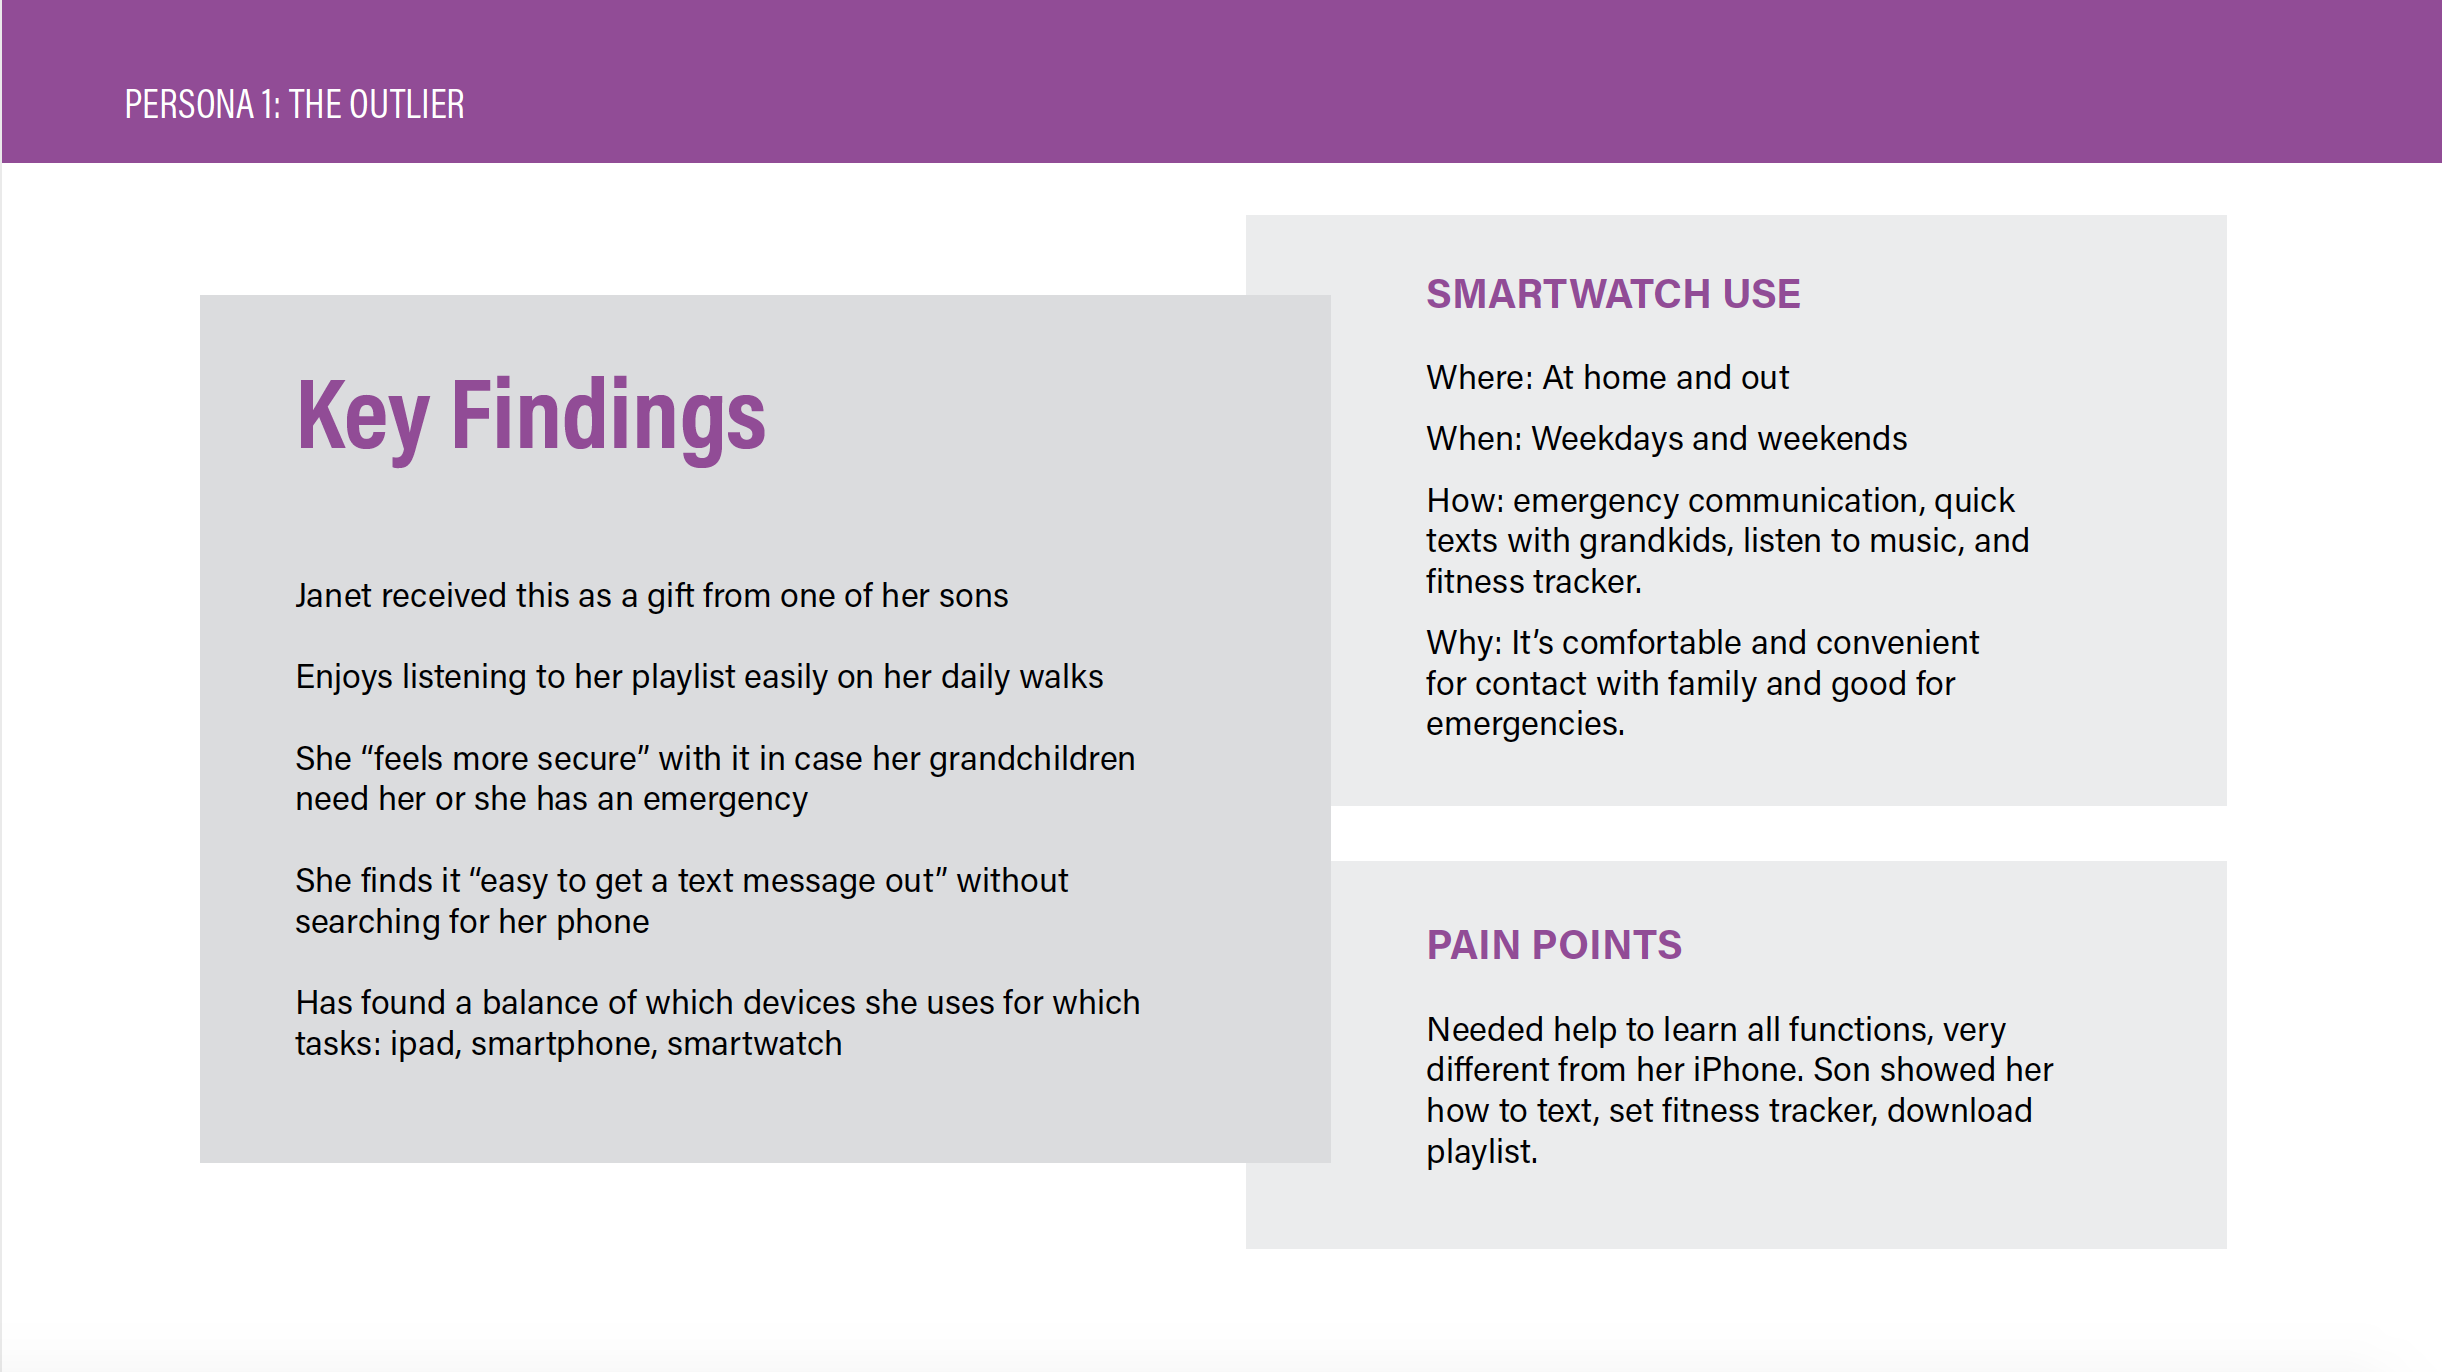 PERSONA 1: THE OUTLIER
Key Findings
Janet received this as a gift from one of her sons
Enjoys listening to her playlist easily on her daily walks
She “feels more secure” with it in case her grandchildren
need her or she has an emergency
She finds it “easy to get a text message out” without
searching for her phone
Has found a balance of which devices she uses for which
tasks: ipad, smartphone, smartwatch
SMARTWATCH USE
Where: At home and out
When: Weekdays and weekends
How: emergency communication, quick
texts with grandkids, listen to music, and
fitness tracker.
Why: It’s comfortable and convenient
for contact with family and good for
emergencies.
PAIN POINTS
Needed help to learn all functions, very
different from her iPhone. Son showed her
how to text, set fitness tracker, download
playlist.